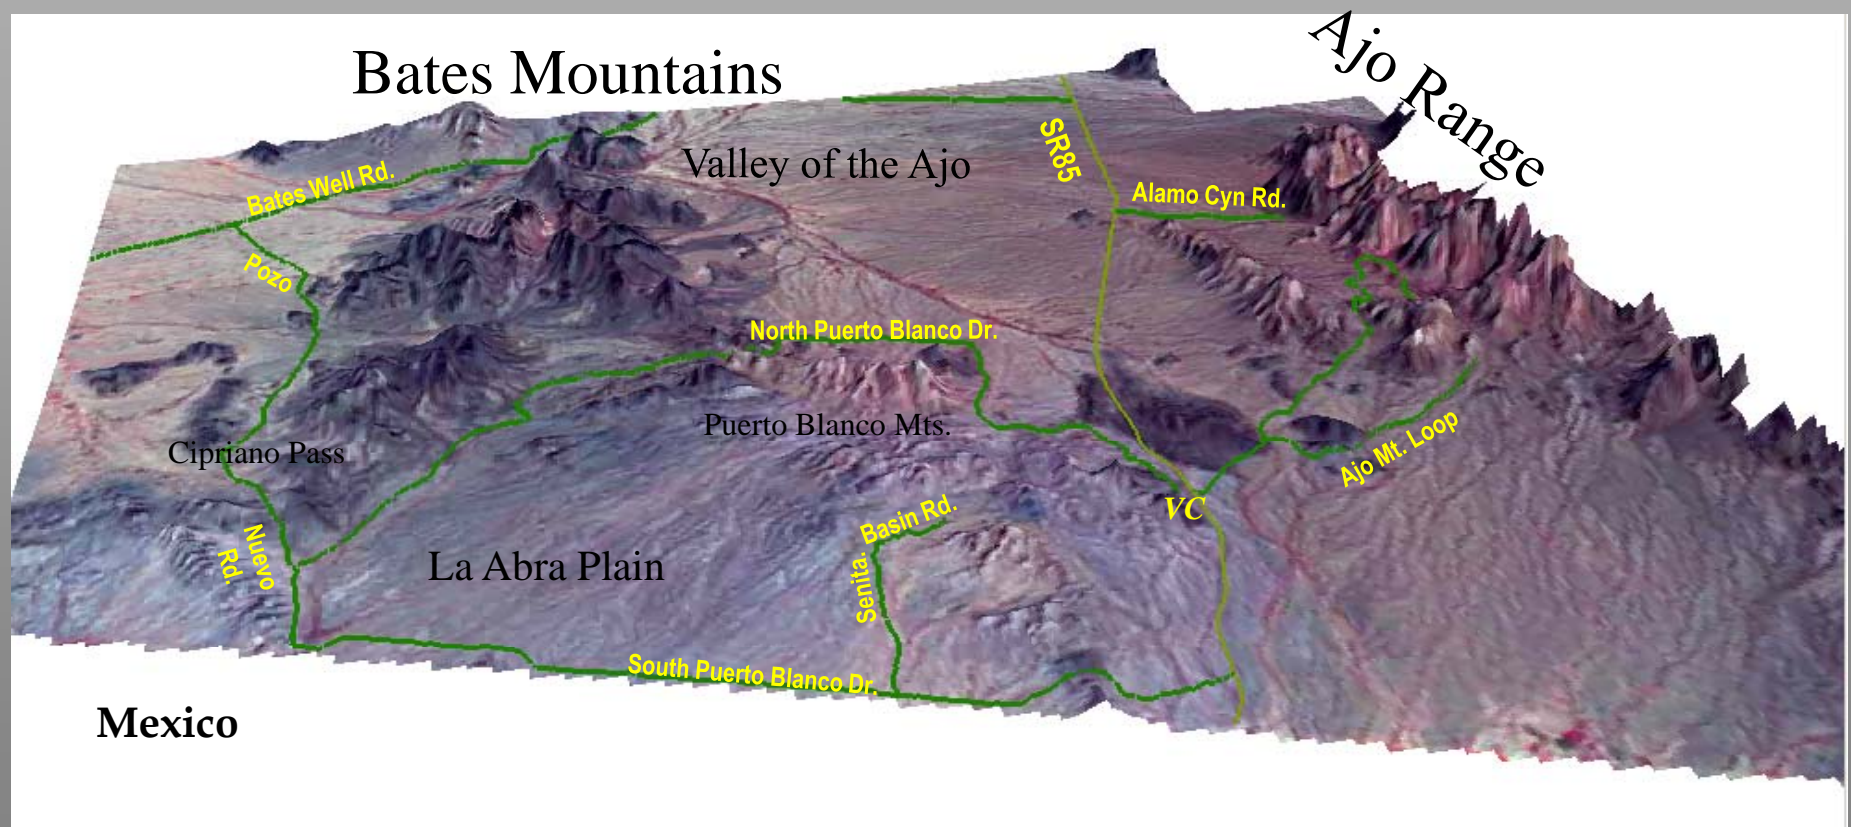 Ajo Range
Bates Mountains
SR85
Valley of the Ajo
Bates Well Rd.
Alamo Cyn Rd.
Pozo
North Puerto Blanco Dr.
Puerto Blanco Mts.
Cipriano Pass
Ajo Mt. Loop
VC
Basin Rd.
Nuevo
Rd.
La Abra Plain
Senita.
South Puerto Blanco Dr.
Mexico